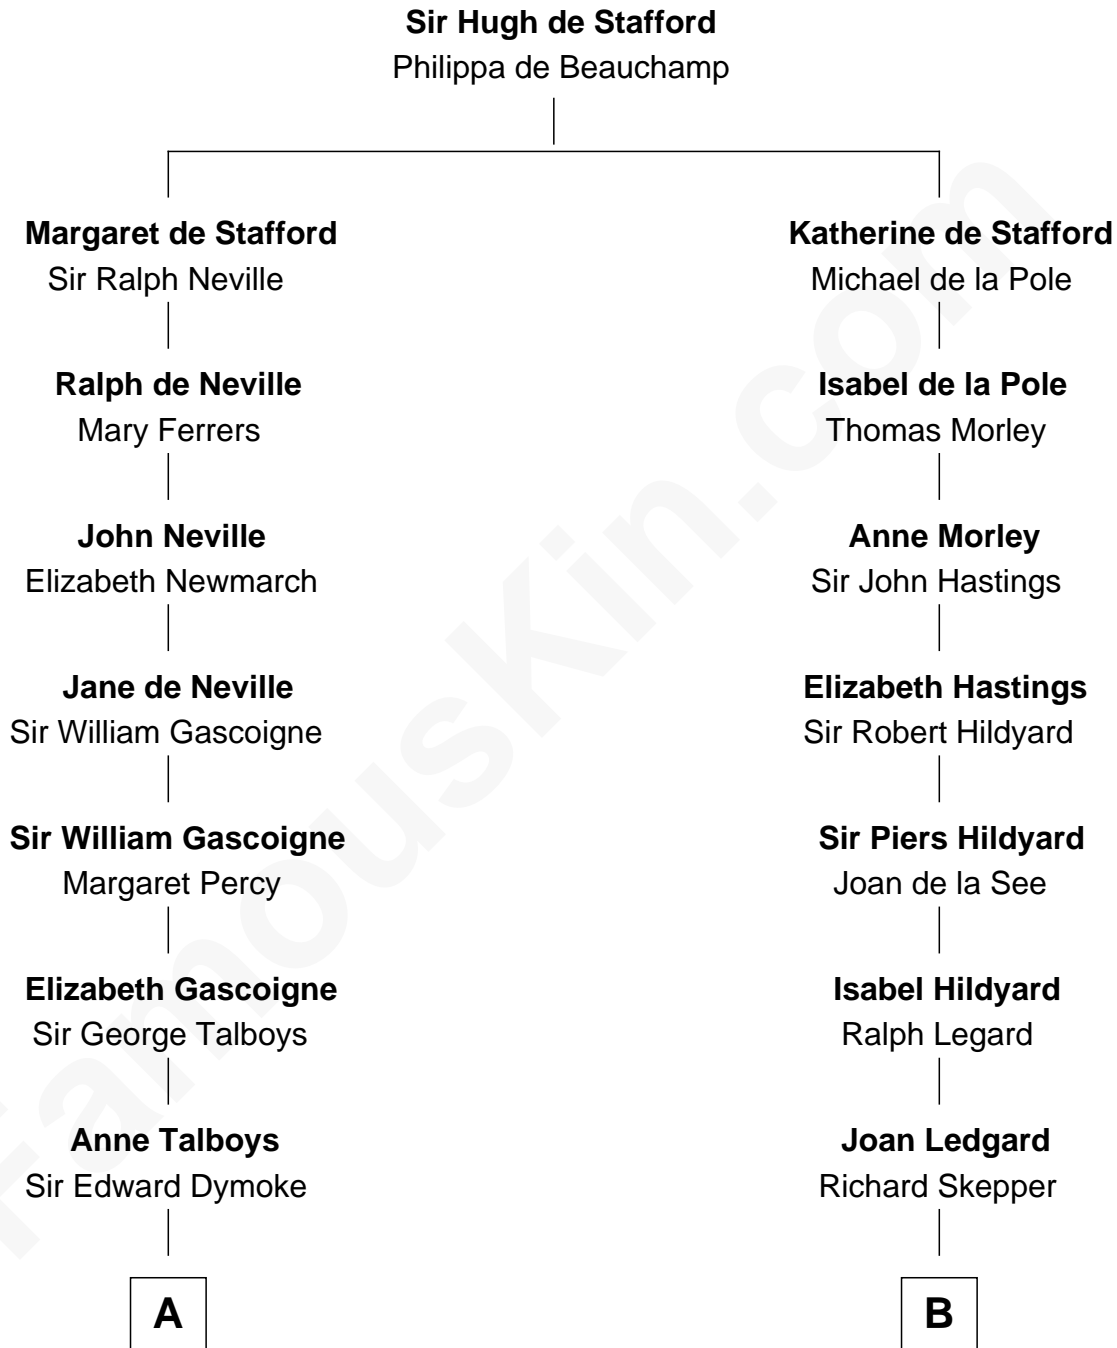 Sir Hugh de Stafford
Philippa de Beauchamp
Margaret de Stafford
Sir Ralph Neville
Ralph de Neville
Mary Ferrers
John Neville
Elizabeth Newmarch
Jane de Neville
Sir William Gascoigne
Sir William Gascoigne
Margaret Percy
Elizabeth Gascoigne
Sir George Talboys
Anne Talboys
Sir Edward Dymoke
A
Katherine de Stafford
Michael de la Pole
Isabel de la Pole
Thomas Morley
Anne Morley
Sir John Hastings
Elizabeth Hastings
Sir Robert Hildyard
Sir Piers Hildyard
Joan de la See
Isabel Hildyard
Ralph Legard
Joan Ledgard
Richard Skepper
B
FamousKin.com